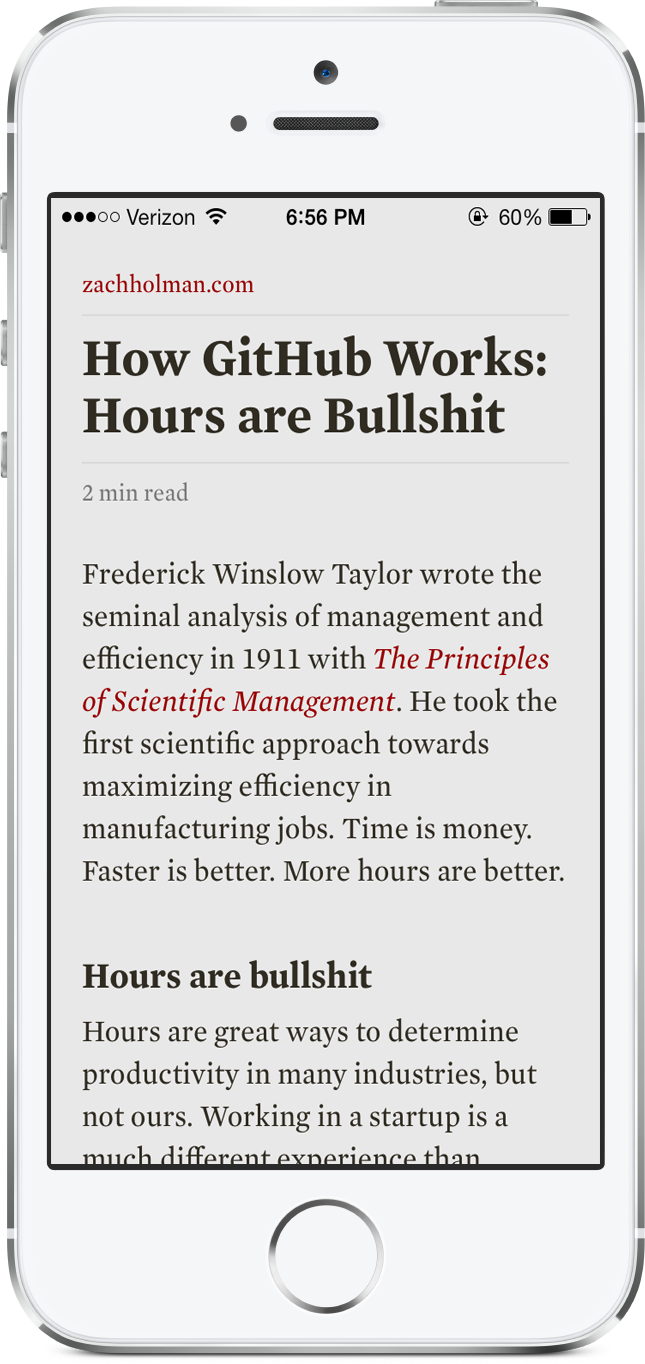 Verizon 6:56 PM 60%
zachholman.com
How GitHub Works:
Hours are Bullshit
2 min read
Frederick Winslow Taylor wrote the
seminal analysis of management and
efficiency in 1911 with The Principles
of Scientific Management. He took the
first scientific approach towards
maximizing efficiency in
manufacturing jobs. Time is money.
Faster is better. More hours are better.
Hours are bullshit
Hours are great ways to determine
productivity in many industries, but
not ours. Working in a startup is a
much different experience than